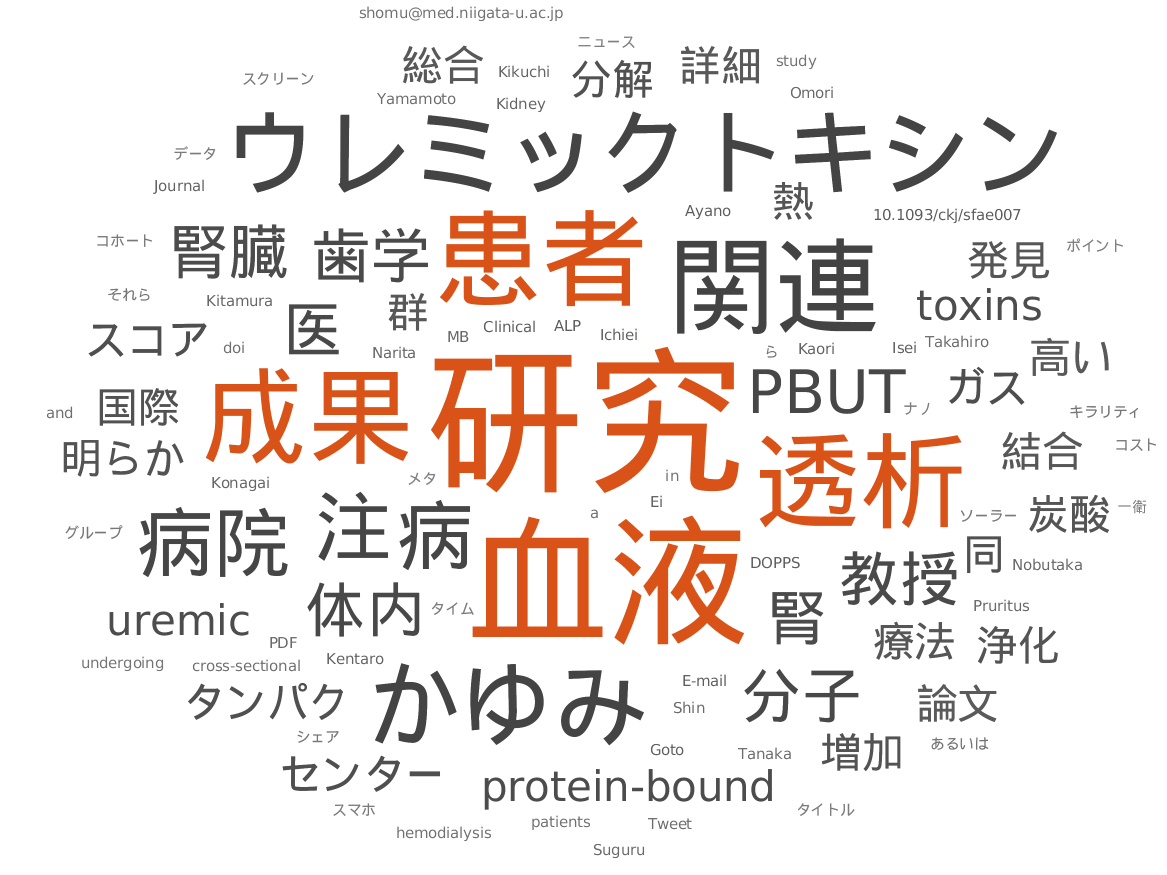 shomu@med.niigata-u.ac.jp
ニュース
総合 Kikuchi 分解 詳細 study
スクリーン
Yamamoto Kidney Omori
ウレミックトキシン
データ
Journal
Ayano 熱 10.1093/ckj/sfae007
コホート 腎臓 歯学 患者 関連 発見 ポイント
それら Kitamura 医 群 toxins
スコア doi Narita MB Clinical ALP Ichiei ら Kaori Isei Takahiro 高い
and 国際 成果 研究 PBUT ナノ ガス キラリティ
明らか 透析 結合 コスト
Konagai メタ in
a Ei
グループ 病院 注病 血液 ソーラー 炭酸 一衛
DOPPS 教授 同 Nobutaka
uremic 体内 タイム 腎 Pruritus
PDF 療法 浄化
undergoing cross-sectional Kentaro
タンパク かゆみ E-mail 分子 論文
Shin
シェア Goto Tanaka 増加 あるいは
センター protein-bound
スマホ タイトル
hemodialysis patients Tweet
Suguru